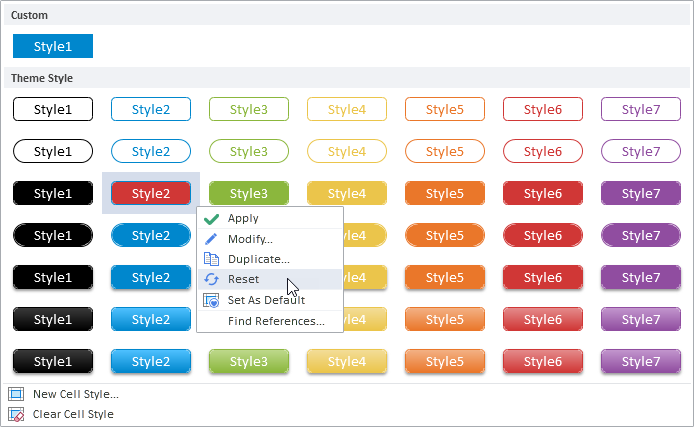 Custom
Style1
Theme Style
Style1 Style2 Style3 Style4 Style5 Style6 Style7
Style1 Style2 Style3 Style4 Style5 Style6 Style7
Style1 Style2 Style3 Style4 Style5 Style6 Style7
Apply
Style1 Style2 Style4 Style5 Style6 Style7
Modify...
Duplicate...
Style1 Style2 Reset Style4 Style5 Style6 Style7
Set As Default
Style1 Style2 Find References... Style4 Style5 Style6 Style7
Style1 Style2 Style3 Style4 Style5 Style6 Style7
New Cell Style...
Clear Cell Style